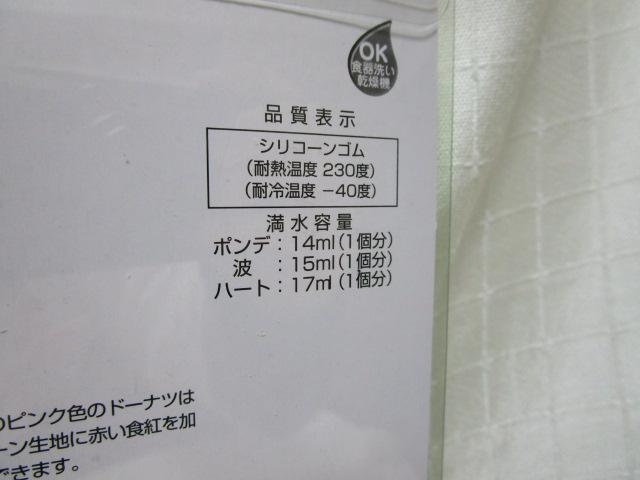 OK
食器洗い
乾燥機
品質表示
シリコーンゴム
(耐熱温度 230度)
(耐冷温度 −40度)
満水容量
ポンデ：14ml(1個分)
波　：15ml(1個分)
ハート：17ml(1個分)
のピンク色のドーナツは
ーン生地に赤い食紅を加
できます。